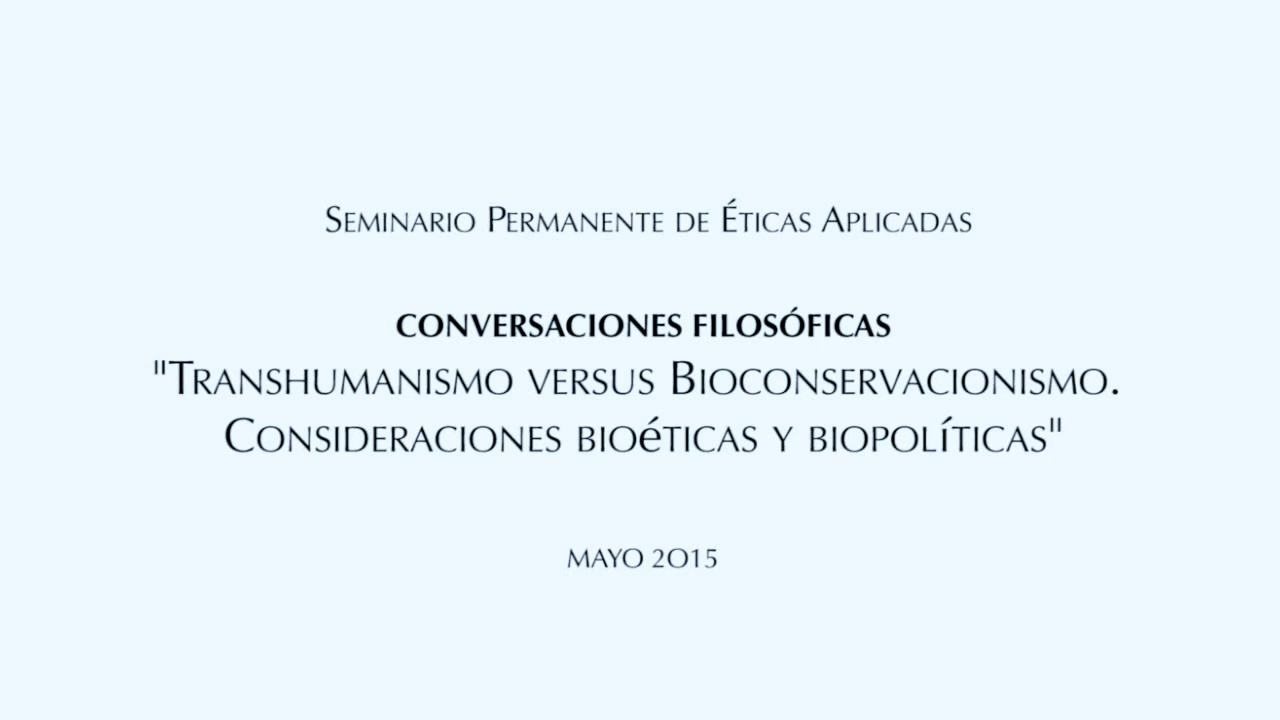 Seminario Permanente de Éticas Aplicadas
CONVERSACIONES FILOSÓFICAS
"Transhumanismo versus Bioconservacionismo.
Consideraciones bioéticas y biopolíticas"
MAYO 2015